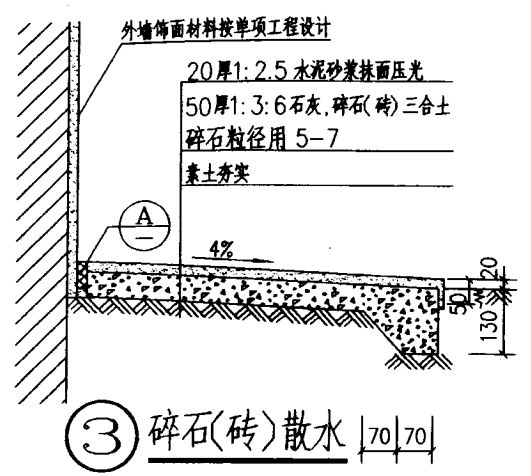 外墙饰面材料按单项工程设计
20厚1:2.5水泥砂浆抹面压光
50厚1:3:6石灰,碎石(砖)三合土
碎石粒径用 5-7
素土夯实
A
4%
20
50
130
3 碎石(砖)散水 70 70